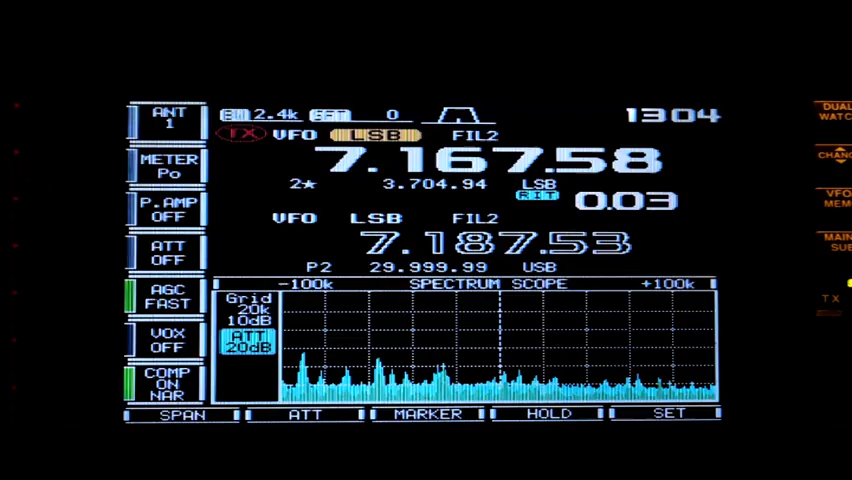 ANT
1
METER
Po
P.AMP
OFF
ATT
OFF
AGC
FAST
VOX
OFF
COMP
ON
NAR
BW 2.4k SFT 0
1304
TX VFO LSB FIL2
7.167.58
2★ 3.704.94 LSB
RIT 0.03
VFO LSB FIL2
7.187.53
P2 29.999.99 USB
-100k SPECTRUM SCOPE +100k
Grid
20k
10dB
ATT
20dB
SPAN ATT MARKER HOLD SET
DUAL
WATC
CHANG
VFO
MEM
MAIN
SUB
TX